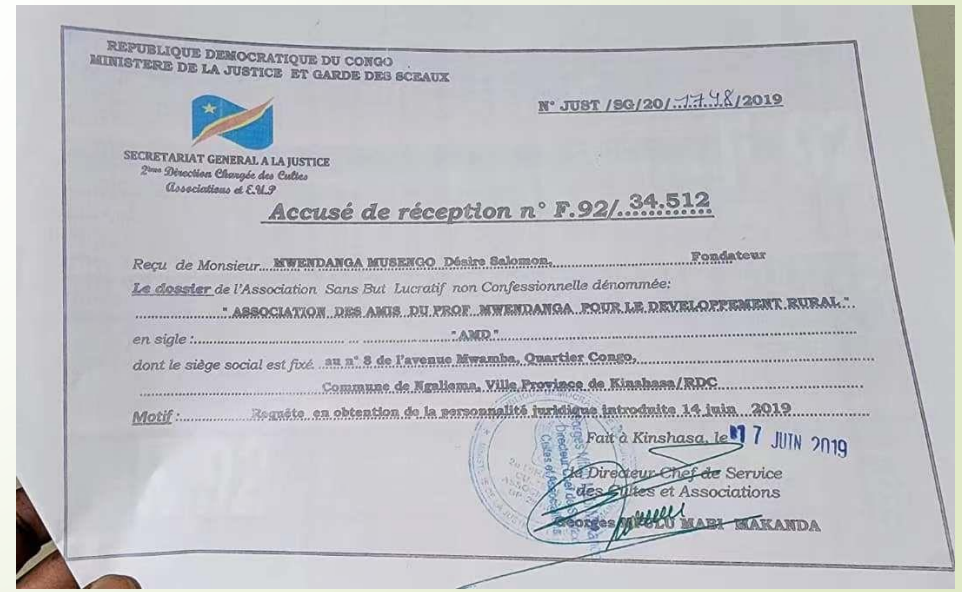 REPUBLIQUE DEMOCRATIQUE DU CONGO
MINISTERE DE LA JUSTICE ET GARDE DES SCEAUX
N° JUST /SG/20/..1748/2019
SECRETARIAT GENERAL A LA JUSTICE
2ème Direction Chargée des Cultes
Associations et E.U.P
Accusé de réception n° F.92/..34.512
Reçu de Monsieur....MWENDANGA MUSENGO Désire Salomon,..............................Fondateur
Le dossier de l'Association Sans But Lucratif non Confessionnelle dénommée:
" ASSOCIATION DES AMIS DU PROF MWENDANGA POUR LE DEVELOPPEMENT RURAL "
en sigle :............................"AMD"
dont le siège social est fixé ..au n° 8 de l'avenue Mwamba, Quartier Congo,
Commune de Ngaliema, Ville Province de Kinshasa/RDC
Motif :..............Requête en obtention de la personnalité juridique introduite 14 juin 2019
Fait à Kinshasa, le 17 JUIN 2019
Le Directeur Chef de Service
des Cultes et Associations
Georges MABI MAKANDA